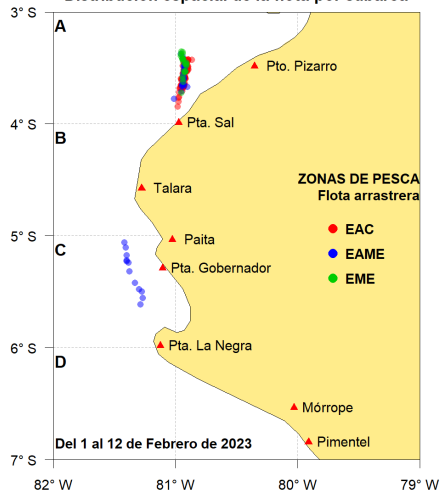 3° S
A
Pto. Pizarro
4° S
Pta. Sal
B
ZONAS DE PESCA
Talara
Flota arrastrera
EAC
5° S
Paita
C
EAME
Pta. Gobernador
EME
6° S
Pta. La Negra
D
Mórrope
Del 1 al 12 de Febrero de 2023
Pimentel
7° S
82° W
81° W
80° W
79° W